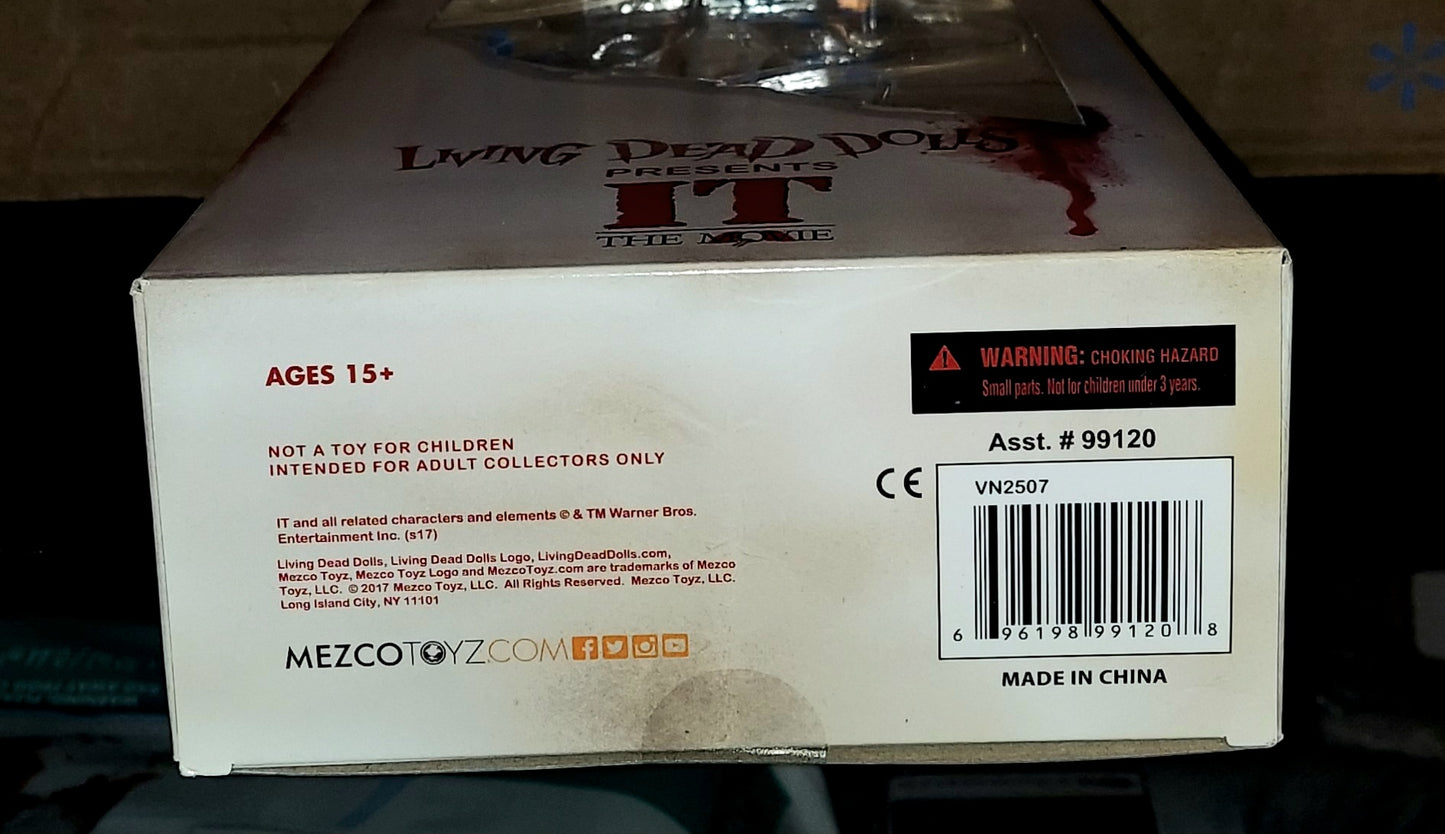 LIVING DEAD DOLLS
PRESENTS
IT
THE MOVIE
AGES 15+
NOT A TOY FOR CHILDREN
INTENDED FOR ADULT COLLECTORS ONLY
IT and all related characters and elements © & TM Warner Bros.
Entertainment Inc. (s17)
Living Dead Dolls, Living Dead Dolls Logo, LivingDeadDolls.com,
Mezco Toyz, Mezco Toyz Logo and MezcoToyz.com are trademarks of Mezco
Toyz, LLC. © 2017 Mezco Toyz, LLC. All Rights Reserved. Mezco Toyz, LLC.
Long Island City, NY 11101
MEZCOTOYZ.COM
WARNING: CHOKING HAZARD
Small parts. Not for children under 3 years.
Asst. # 99120
CE
VN2507
6 96198 99120 8
MADE IN CHINA